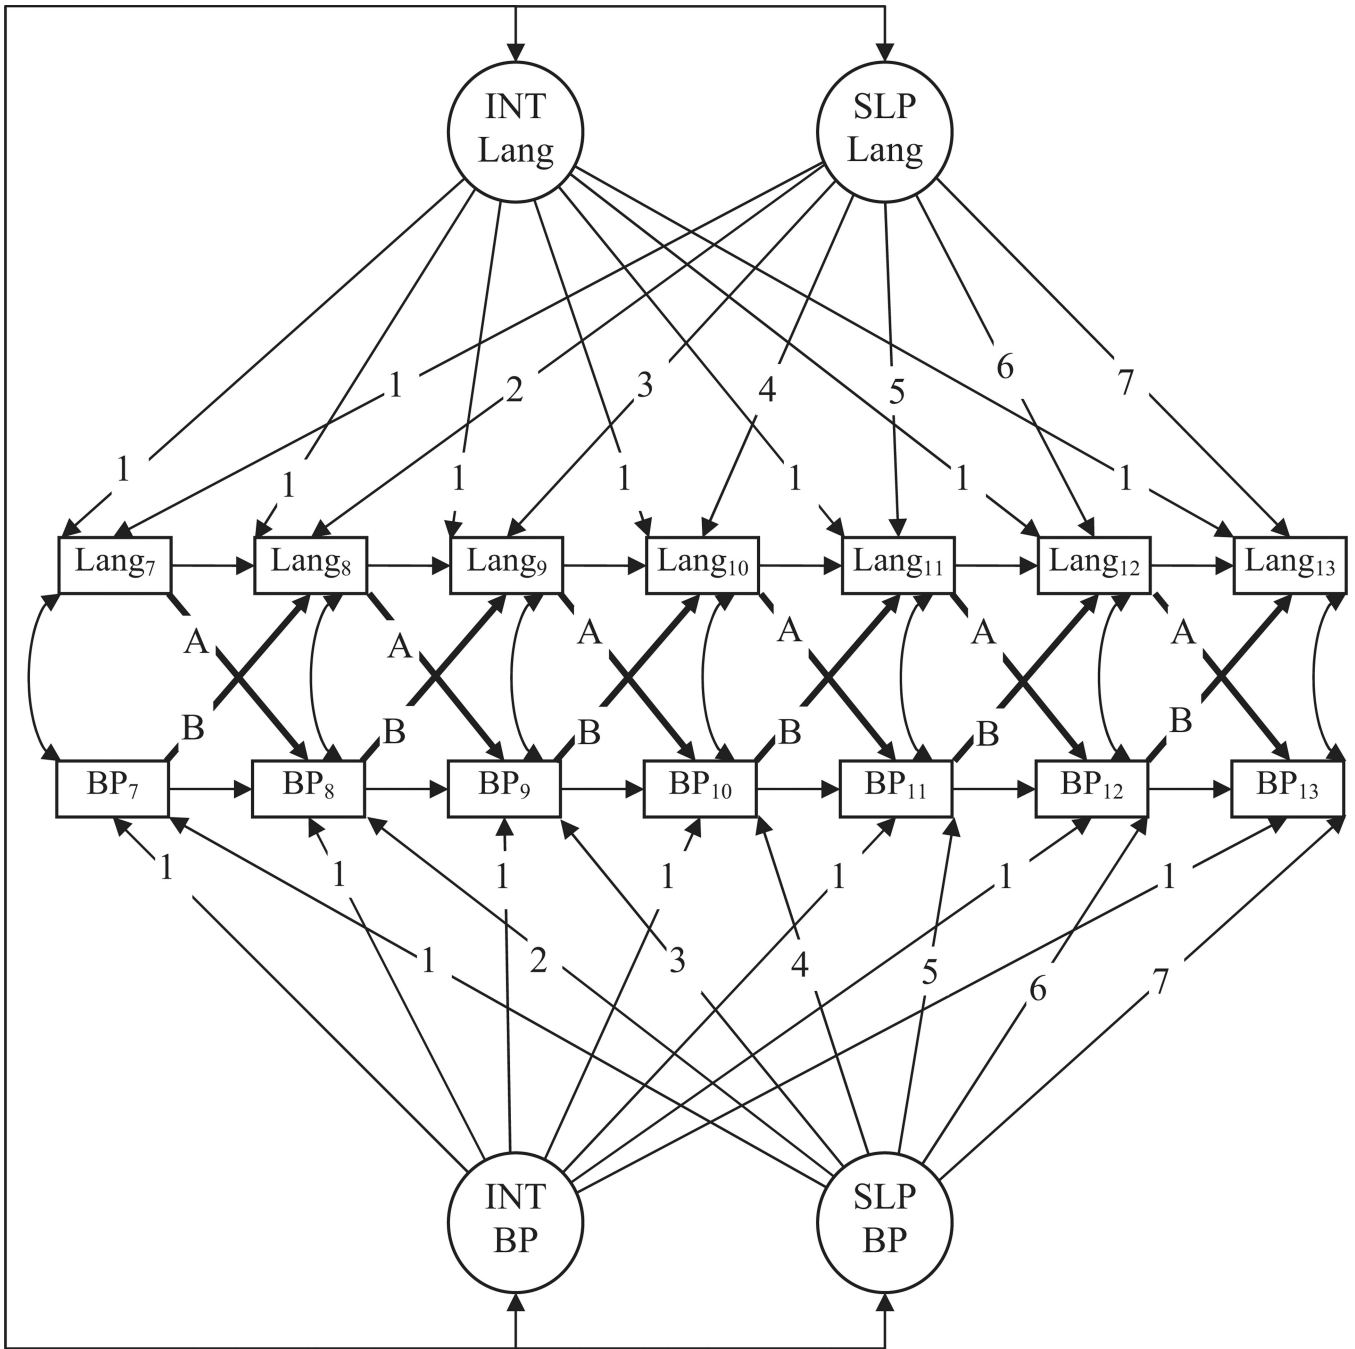 INT
Lang
SLP
Lang
1 2 3 4 5 6 7
1 1 1 1 1 1 1
Lang₇ Lang₈ Lang₉ Lang₁₀ Lang₁₁ Lang₁₂ Lang₁₃
A A A A A A
B B B B B B
BP₇ BP₈ BP₉ BP₁₀ BP₁₁ BP₁₂ BP₁₃
1 1 1 1 1 1 1
1 2 3 4 5 6 7
INT
BP
SLP
BP